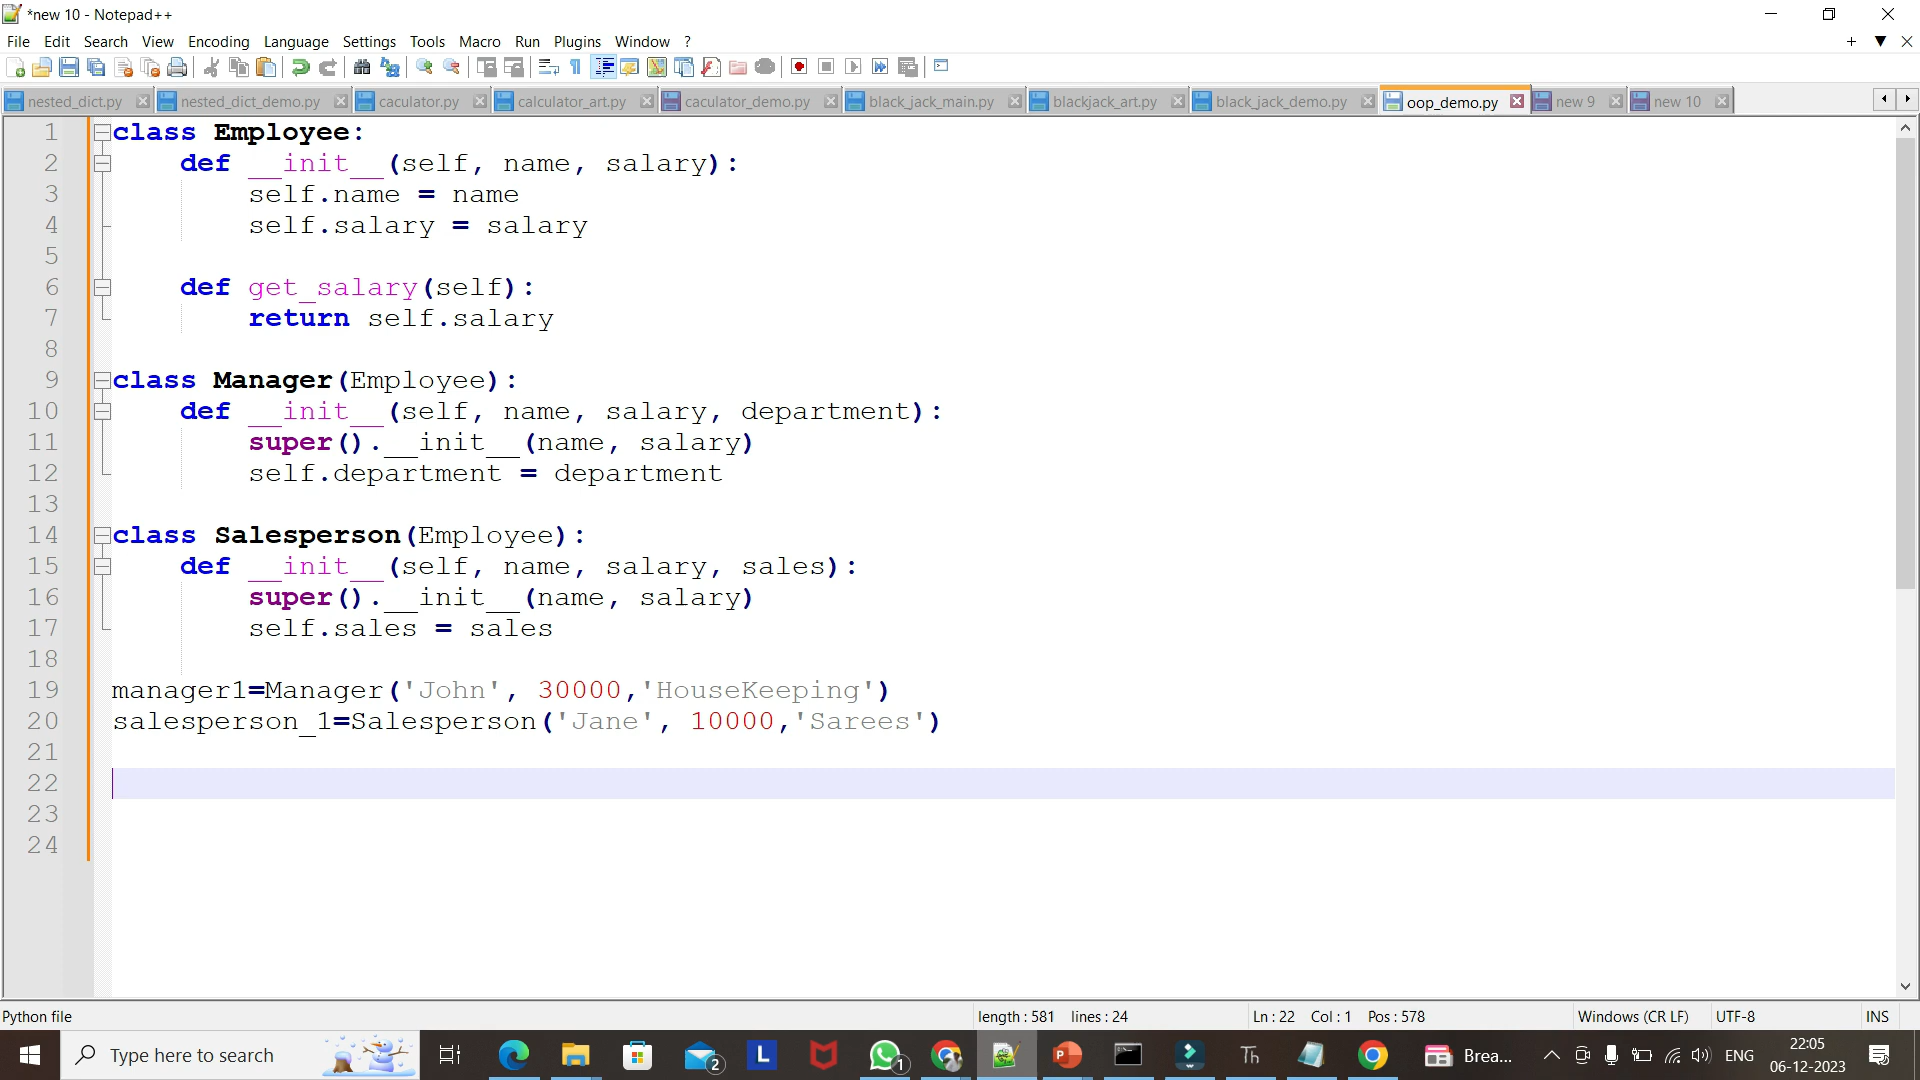 *new 10 - Notepad++
File Edit Search View Encoding Language Settings Tools Macro Run Plugins Window ?
nested_dict.py nested_dict_demo.py caculator.py calculator_art.py caculator_demo.py black_jack_main.py blackjack_art.py black_jack_demo.py oop_demo.py new 9 new 10
1 class Employee:
2 def __init__(self, name, salary):
3 self.name = name
4 self.salary = salary
5
6 def get_salary(self):
7 return self.salary
8
9 class Manager(Employee):
10 def __init__(self, name, salary, department):
11 super().__init__(name, salary)
12 self.department = department
13
14 class Salesperson(Employee):
15 def __init__(self, name, salary, sales):
16 super().__init__(name, salary)
17 self.sales = sales
18
19 manager1=Manager('John', 30000,'HouseKeeping')
20 salesperson_1=Salesperson('Jane', 10000,'Sarees')
21
22
23
24
Python file length : 581 lines : 24 Ln : 22 Col : 1 Pos : 578 Windows (CR LF) UTF-8 INS
Type here to search 2 L 1 Th Brea... ENG 22:05
06-12-2023